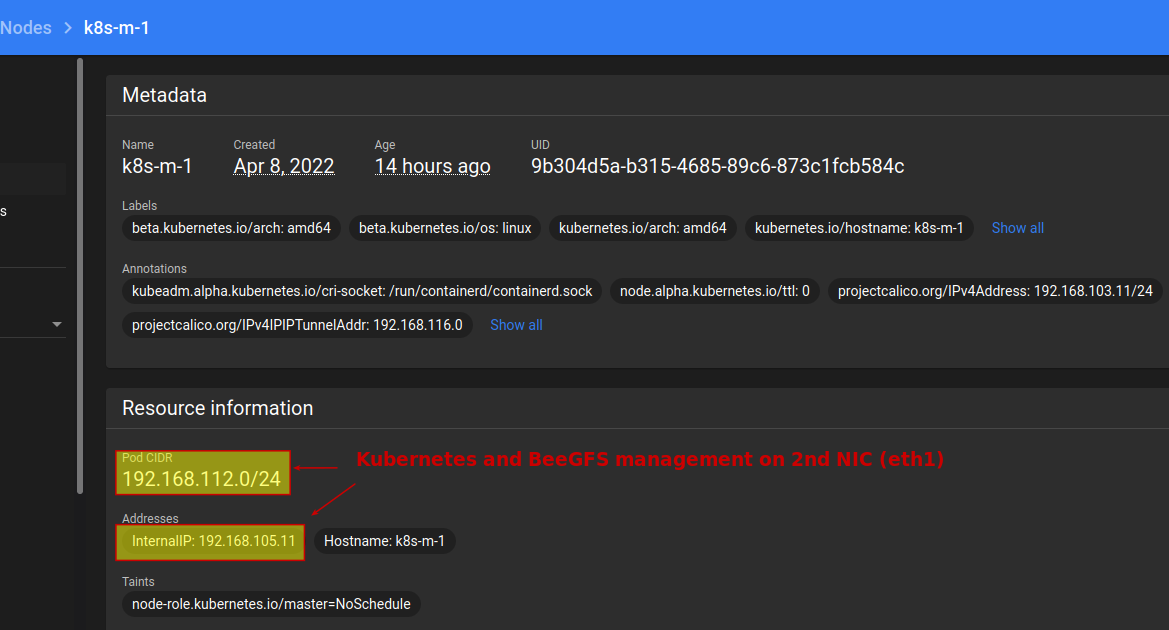 Nodes > k8s-m-1
Metadata
Name Created Age UID
k8s-m-1 Apr 8, 2022 14 hours ago 9b304d5a-b315-4685-89c6-873c1fcb584c
s
Labels
beta.kubernetes.io/arch: amd64 beta.kubernetes.io/os: linux kubernetes.io/arch: amd64 kubernetes.io/hostname: k8s-m-1 Show all
Annotations
kubeadm.alpha.kubernetes.io/cri-socket: /run/containerd/containerd.sock node.alpha.kubernetes.io/ttl: 0 projectcalico.org/IPv4Address: 192.168.103.11/24
projectcalico.org/IPv4IPIPTunnelAddr: 192.168.116.0 Show all
Resource information
Pod CIDR
Kubernetes and BeeGFS management on 2nd NIC (eth1)
192.168.112.0/24
Addresses
InternalIP: 192.168.105.11 Hostname: k8s-m-1
Taints
node-role.kubernetes.io/master=NoSchedule